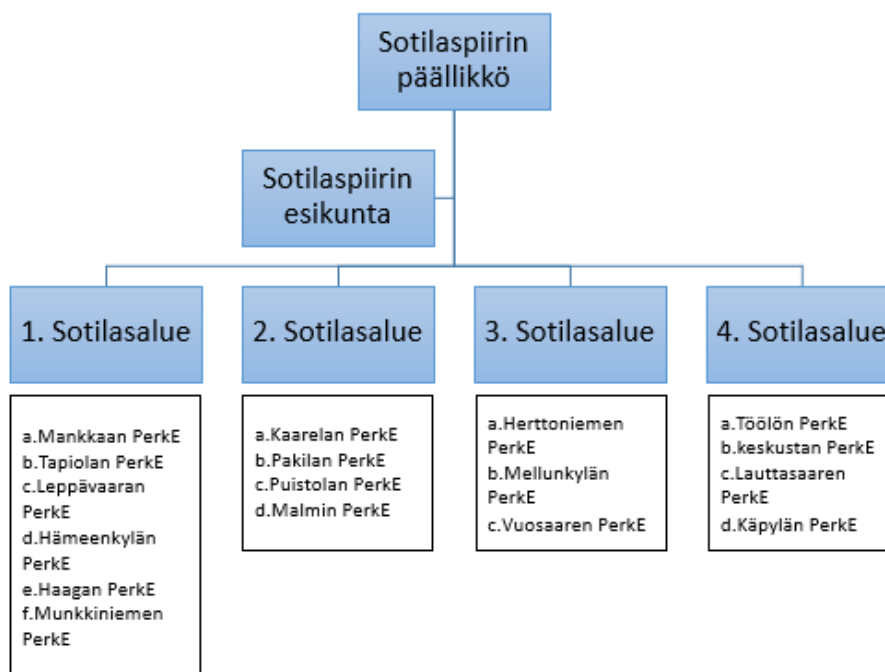 Sotilaspiirin
päällikkö
Sotilaspiirin
esikunta
1. Sotilasalue
2. Sotilasalue
3. Sotilasalue
4. Sotilasalue
a.Mankkaan PerkE
b.Tapiolan PerkE
c.Leppävaaran
PerkE
d.Hämeenkylän
PerkE
e.Haagan PerkE
f.Munkkiniemen
PerkE
a.Kaarelan PerkE
b.Pakilan PerkE
c.Puistolan PerkE
d.Malmin PerkE
a.Herttoniemen
PerkE
b.Mellunkylän
PerkE
c.Vuosaaren PerkE
a.Töölön PerkE
b.keskustan PerkE
c.Lauttasaaren
PerkE
d.Käpylän PerkE